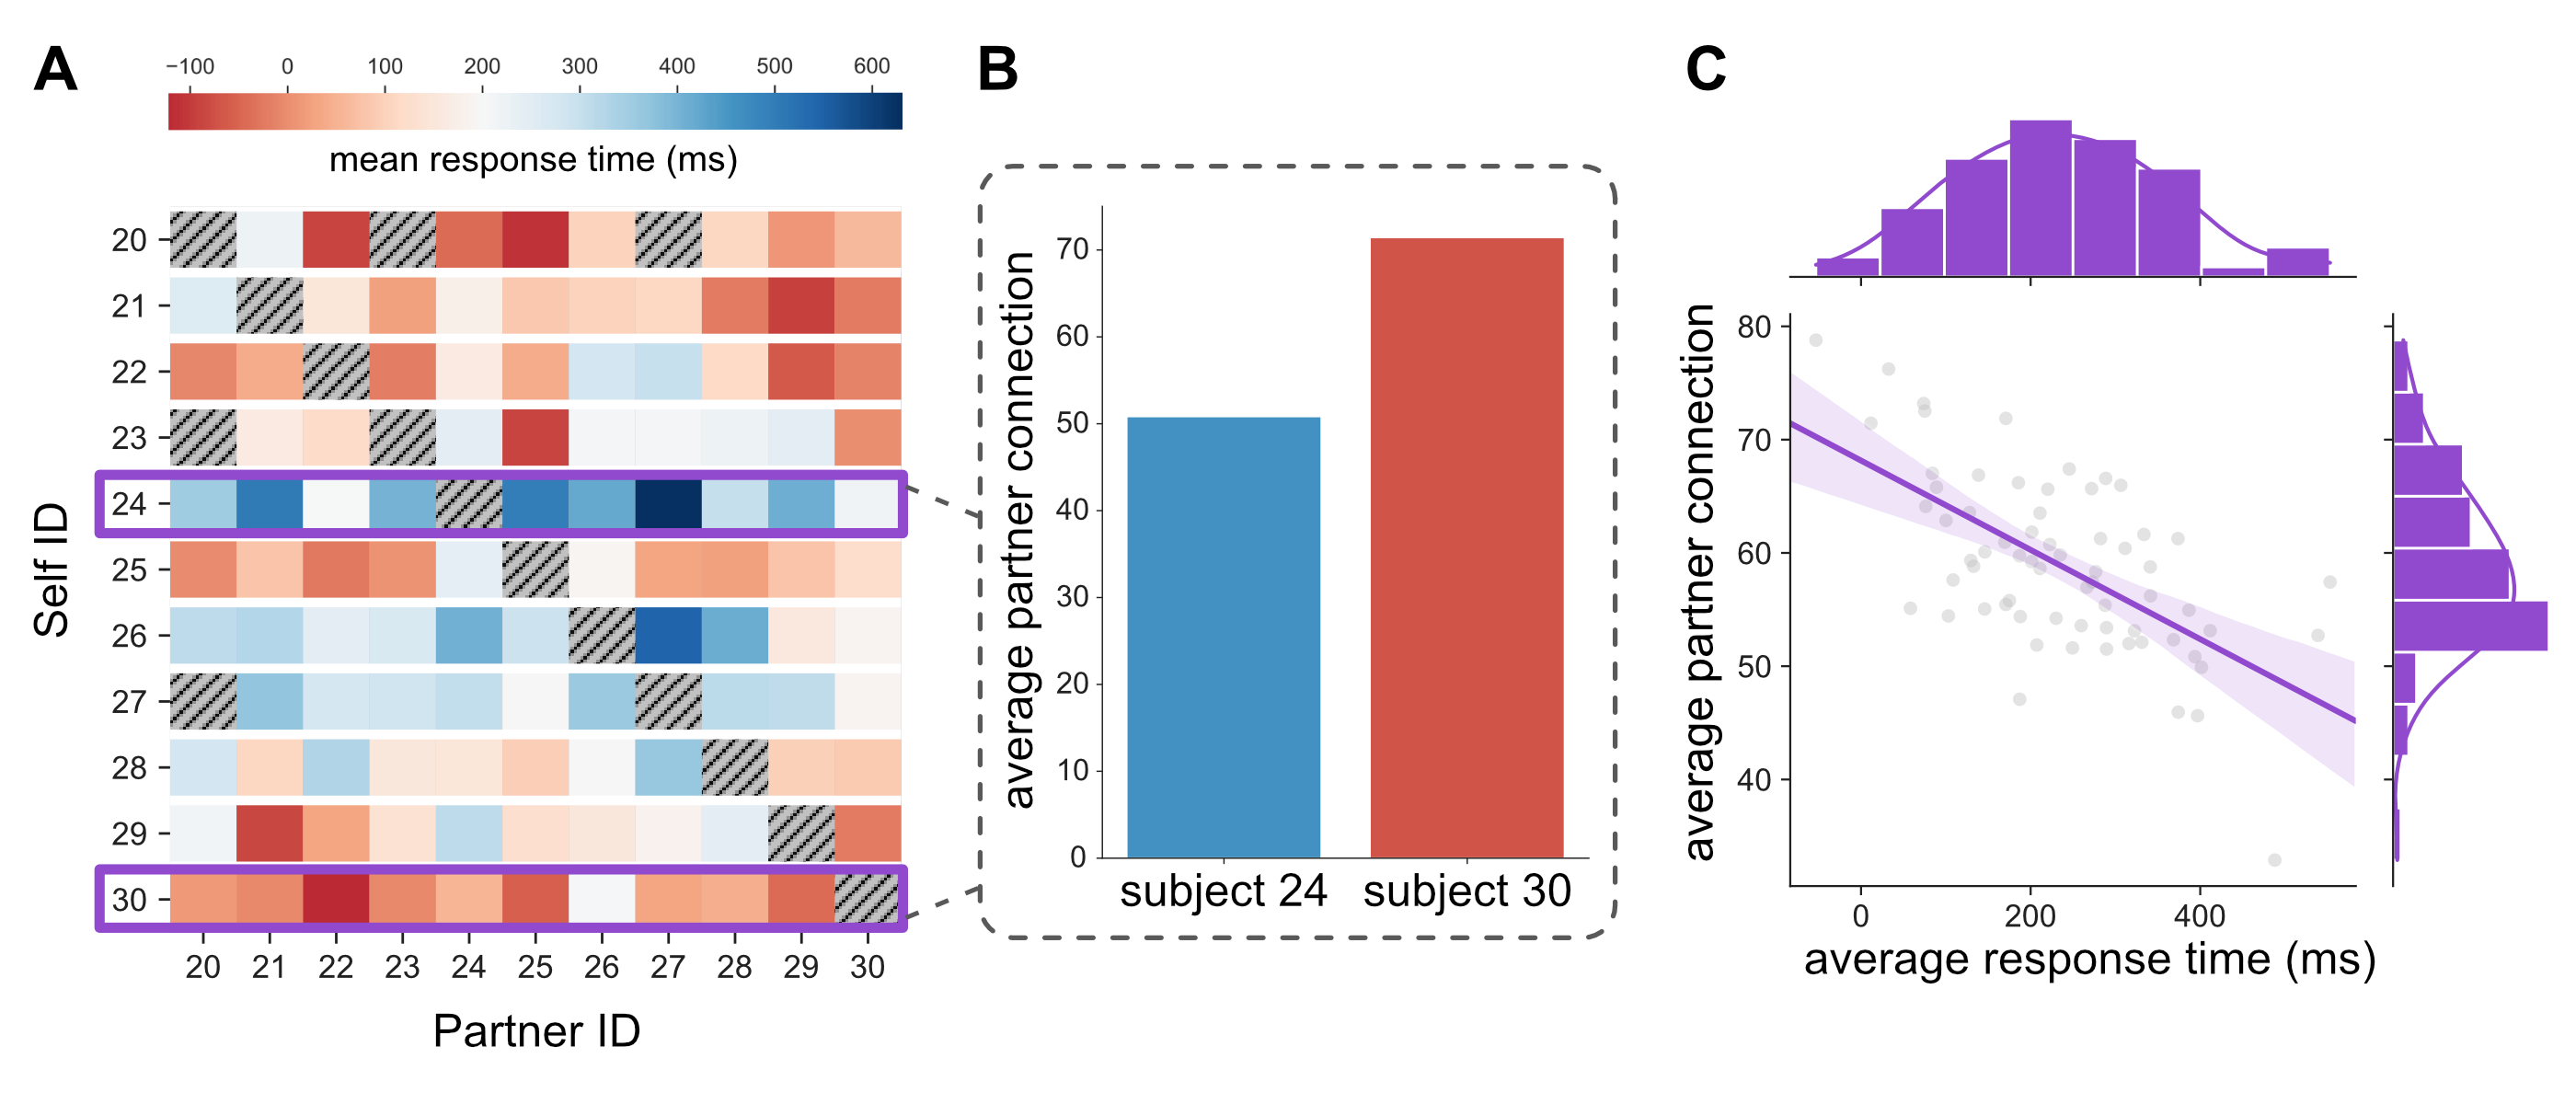 A
−100 0 100 200 300 400 500 600
mean response time (ms)
Self ID
20
21
22
23
24
25
26
27
28
29
30
20 21 22 23 24 25 26 27 28 29 30
Partner ID
B
average partner connection
70
60
50
40
30
20
10
0
subject 24 subject 30
C
average partner connection
80
70
60
50
40
0 200 400
average response time (ms)